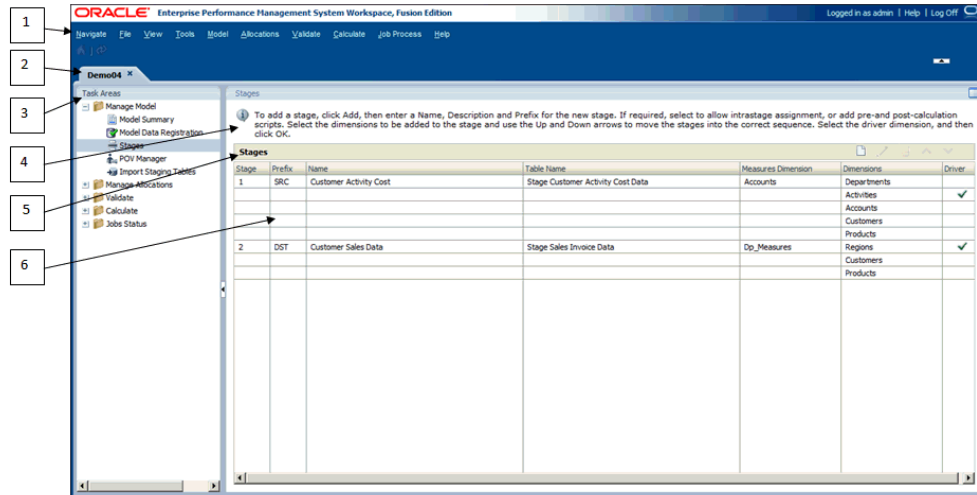 ORACLE Enterprise Performance Management System Workspace, Fusion Edition
Logged in as admin | Help | Log Off
1
Navigate File View Tools Model Allocations Validate Calculate Job Process Help
2
Demo04 ×
3
Task Areas
Manage Model
Model Summary
Model Data Registration
Stages
POV Manager
Import Staging Tables
Manage Allocations
Validate
Calculate
Jobs Status
4
5
6
Stages
To add a stage, click Add, then enter a Name, Description and Prefix for the new stage. If required, select to allow intrastage assignment, or add pre-and post-calculation
scripts. Select the dimensions to be added to the stage and use the Up and Down arrows to move the stages into the correct sequence. Select the driver dimension, and then
click OK.
Stages
Stage Prefix Name Table Name Measures Dimension Dimensions Driver
1 SRC Customer Activity Cost Stage Customer Activity Cost Data Accounts Departments
Activities
Accounts
Customers
Products
2 DST Customer Sales Data Stage Sales Invoice Data Dp_Measures Regions
Customers
Products